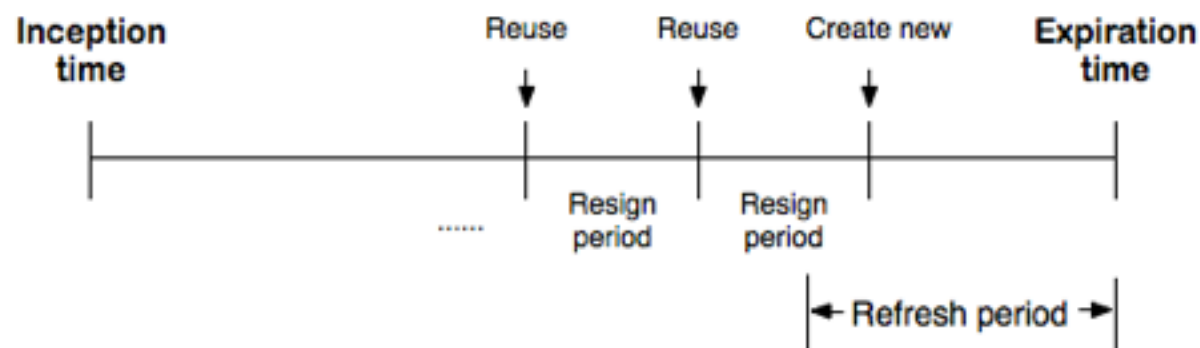 Inception
time
Reuse
Reuse
Create new
Expiration
time
......
Resign
period
Resign
period
Refresh period